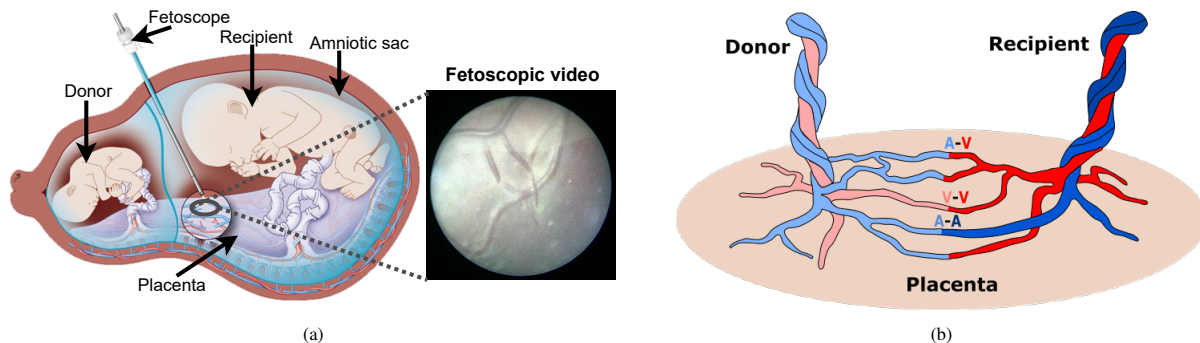 Fetoscope
Recipient
Amniotic sac
Donor
Fetoscopic video
Placenta
(a)
Donor
Recipient
A-V
V-V
A-A
Placenta
(b)